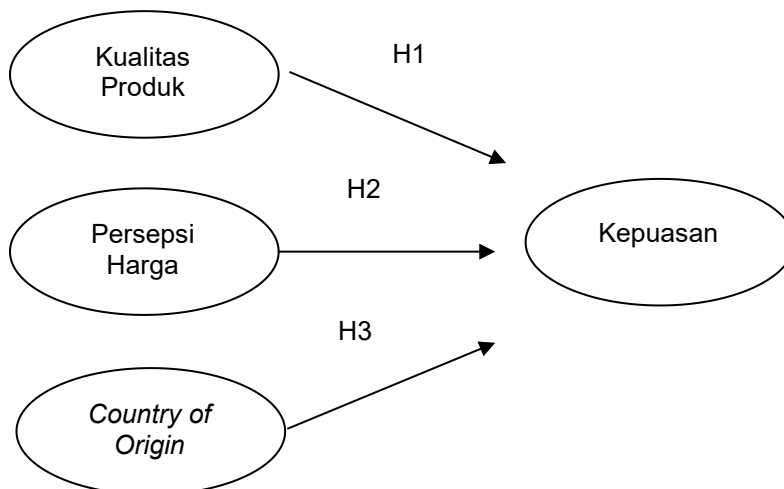 Kualitas
Produk
H1
H2
Persepsi
Harga
Kepuasan
H3
Country of
Origin